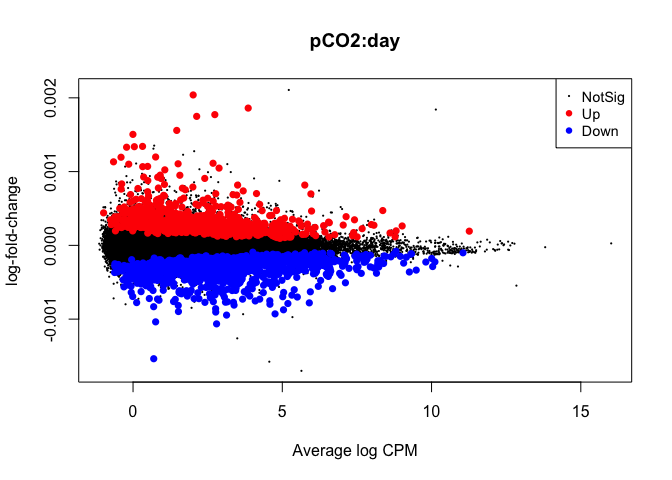 pCO2:day
NotSig
Up
Down
log-fold-change
0.002
0.001
0.000
-0.001
0
5
10
15
Average log CPM